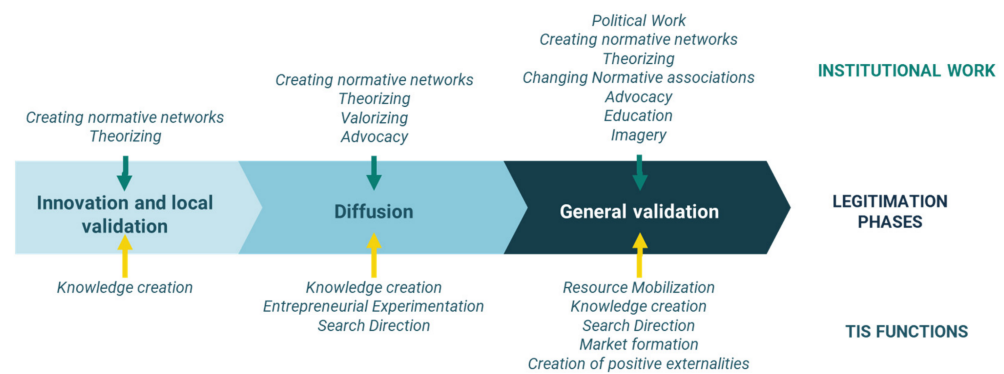 Political Work
Creating normative networks
Theorizing
Changing Normative associations
Advocacy
Education
Imagery
Creating normative networks
Theorizing
Valorizing
Advocacy
Creating normative networks
Theorizing
INSTITUTIONAL WORK
Innovation and local
validation
Diffusion
General validation
LEGITIMATION
PHASES
Knowledge creation
Knowledge creation
Entrepreneurial Experimentation
Search Direction
Resource Mobilization
Knowledge creation
Search Direction
Market formation
Creation of positive externalities
TIS FUNCTIONS